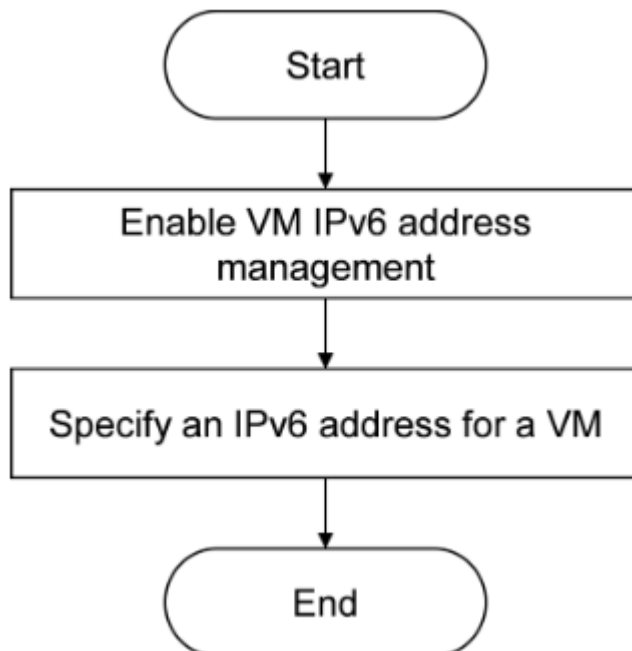 Start
Enable VM IPv6 address
management
Specify an IPv6 address for a VM
End